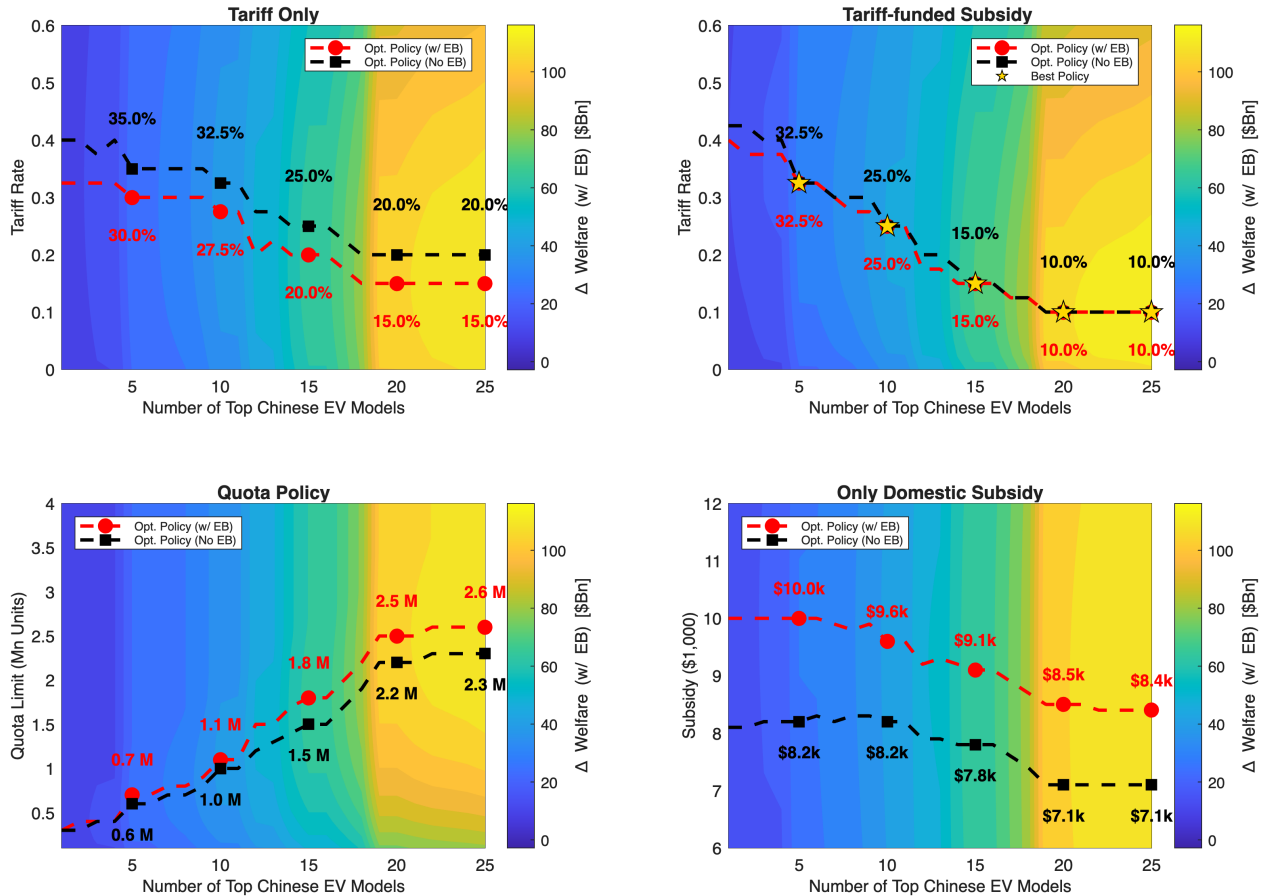 Tariff Only
Opt. Policy (w/ EB)
Opt. Policy (No EB)
35.0%
32.5%
25.0%
20.0%
20.0%
30.0%
27.5%
20.0%
15.0%
15.0%
0.6
0.5
0.4
0.3
0.2
0.1
0
Tariff Rate
5
10
15
20
25
Number of Top Chinese EV Models
100
80
60
40
20
0
Δ Welfare (w/ EB) [$Bn]
Tariff-funded Subsidy
Opt. Policy (w/ EB)
Opt. Policy (No EB)
Best Policy
32.5%
25.0%
15.0%
10.0%
10.0%
32.5%
25.0%
15.0%
10.0%
10.0%
0.6
0.5
0.4
0.3
0.2
0.1
0
Tariff Rate
5
10
15
20
25
Number of Top Chinese EV Models
100
80
60
40
20
0
Δ Welfare (w/ EB) [$Bn]
Quota Policy
Opt. Policy (w/ EB)
Opt. Policy (No EB)
0.7 M
1.1 M
1.8 M
2.5 M
2.6 M
0.6 M
1.0 M
1.5 M
2.2 M
2.3 M
4
3.5
3
2.5
2
1.5
1
0.5
Quota Limit (Mn Units)
5
10
15
20
25
Number of Top Chinese EV Models
100
80
60
40
20
0
Δ Welfare (w/ EB) [$Bn]
Only Domestic Subsidy
Opt. Policy (w/ EB)
Opt. Policy (No EB)
$10.0k
$9.6k
$9.1k
$8.5k
$8.4k
$8.2k
$8.2k
$7.8k
$7.1k
$7.1k
12
11
10
9
8
7
6
Subsidy ($1,000)
5
10
15
20
25
Number of Top Chinese EV Models
100
80
60
40
20
0
Δ Welfare (w/ EB) [$Bn]